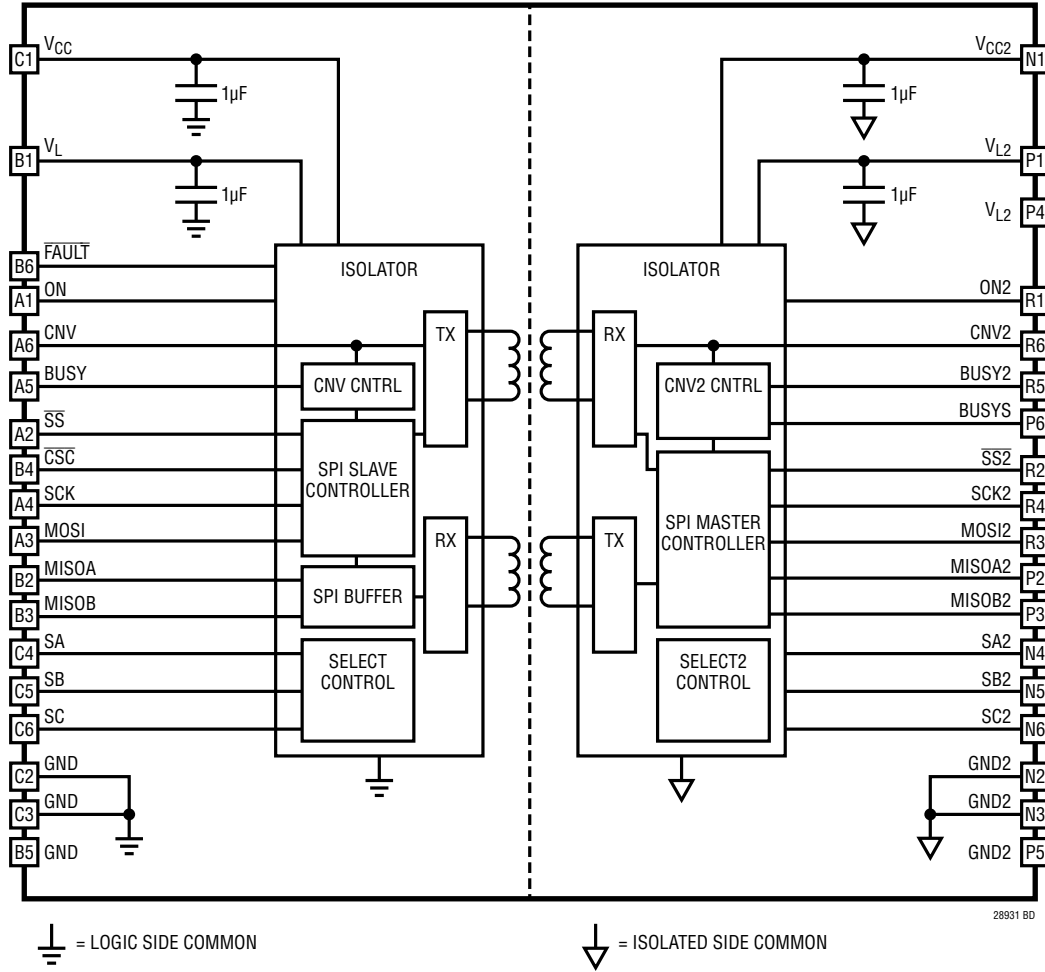 C1 VCC
VCC2 N1
1µF
1µF
B1 VL
VL2 P1
1µF
1µF
VL2 P4
B6 FAULT
ISOLATOR
ISOLATOR
A1 ON
ON2 R1
TX
RX
A6 CNV
CNV2 R6
A5 BUSY
CNV CNTRL
CNV2 CNTRL
BUSY2 R5
BUSYS P6
A2 SS
B4 CSC
SS2 R2
SPI SLAVE
CONTROLLER
A4 SCK
SCK2 R4
SPI MASTER
CONTROLLER
A3 MOSI
MOSI2 R3
RX
TX
B2 MISOA
MISOA2 P2
SPI BUFFER
B3 MISOB
MISOB2 P3
C4 SA
SA2 N4
SELECT
CONTROL
SELECT2
CONTROL
C5 SB
SB2 N5
C6 SC
SC2 N6
C2 GND
GND2 N2
C3 GND
GND2 N3
B5 GND
GND2 P5
28931 BD
= LOGIC SIDE COMMON
= ISOLATED SIDE COMMON